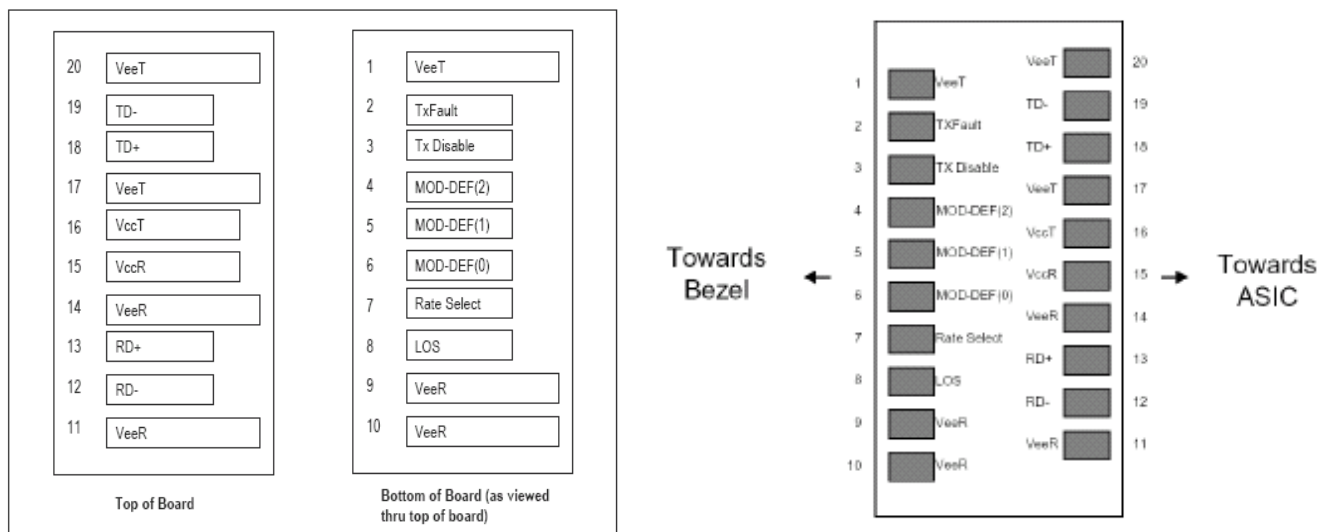 20 VeeT
19 TD-
18 TD+
17 VeeT
16 VccT
15 VccR
14 VeeR
13 RD+
12 RD-
11 VeeR
Top of Board
1 VeeT
2 TxFault
3 Tx Disable
4 MOD-DEF(2)
5 MOD-DEF(1)
6 MOD-DEF(0)
7 Rate Select
8 LOS
9 VeeR
10 VeeR
Bottom of Board (as viewed
thru top of board)
Towards
Bezel
1 VeeT
2 TXFault
3 TX Disable
4 MOD-DEF(2)
5 MOD-DEF(1)
6 MOD-DEF(0)
7 Rate Select
8 LOS
9 VeeR
10 VeeR
VeeT 20
TD- 19
TD+ 18
VeeT 17
VccT 16
VccR 15
VeeR 14
RD+ 13
RD- 12
VeeR 11
Towards
ASIC